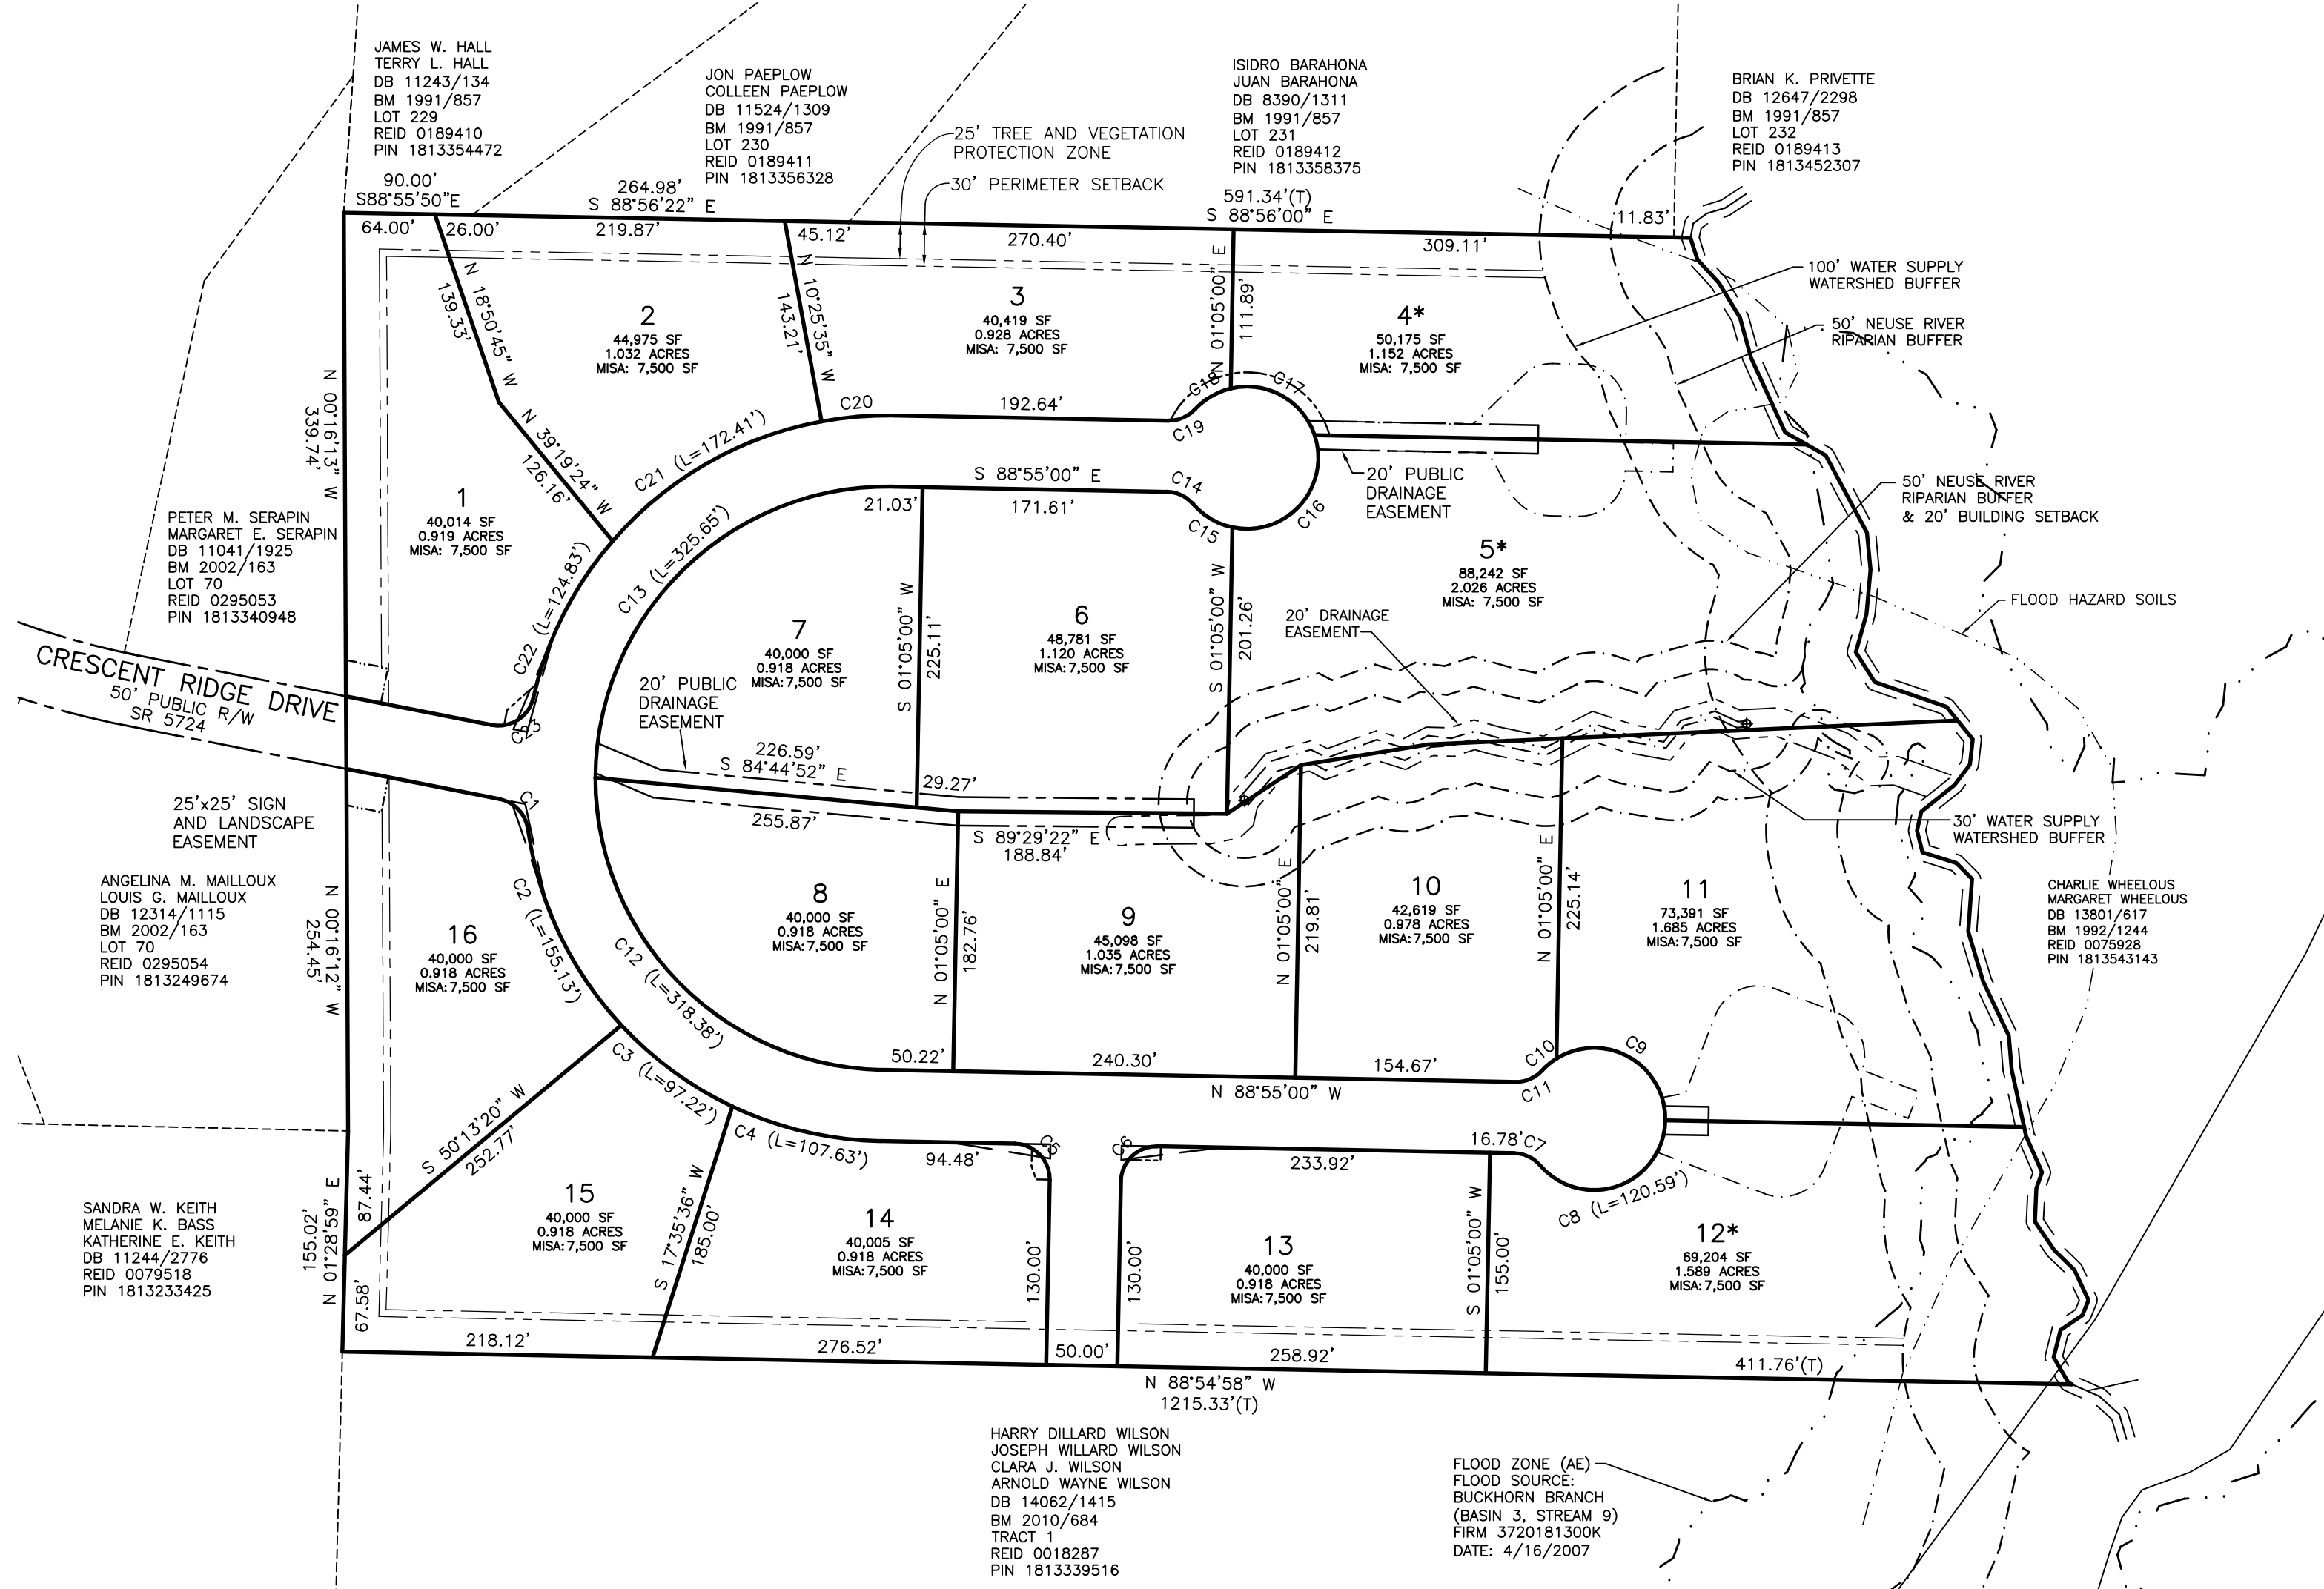 JAMES W. HALL
TERRY L. HALL
DB 11243/134
BM 1991/857
LOT 229
REID 0189410
PIN 1813354472
JON PAEPLOW
COLLEEN PAEPLOW
DB 11524/1309
BM 1991/857
LOT 230
REID 0189411
PIN 1813356328
25' TREE AND VEGETATION
PROTECTION ZONE
30' PERIMETER SETBACK
ISIDRO BARAHONA
JUAN BARAHONA
DB 8390/1311
BM 1991/857
LOT 231
REID 0189412
PIN 1813358375
BRIAN K. PRIVETTE
DB 12647/2298
BM 1991/857
LOT 232
REID 0189413
PIN 1813452307
90.00'
S88°55'50"E
264.98'
S 88°56'22" E
591.34'(T)
S 88°56'00" E
11.83'
64.00'
26.00'
219.87'
45.12'
270.40'
309.11'
100' WATER SUPPLY
WATERSHED BUFFER
50' NEUSE RIVER
RIPARIAN BUFFER
N 18°50'45" W
139.33'
N 10°25'35" W
143.21'
N 01°05'00" E
111.89'
2
44,975 SF
1.032 ACRES
MISA: 7,500 SF
3
40,419 SF
0.928 ACRES
MISA: 7,500 SF
4*
50,175 SF
1.152 ACRES
MISA: 7,500 SF
N 00°16'13" W
339.74'
N 39°19'24" W
126.16'
C21 (L=172.41')
C20
192.64'
C18
C17
C19
C14
C15
C16
S 88°55'00" E
171.61'
21.03'
20' PUBLIC
DRAINAGE
EASEMENT
50' NEUSE RIVER
RIPARIAN BUFFER
& 20' BUILDING SETBACK
1
40,014 SF
0.919 ACRES
MISA: 7,500 SF
PETER M. SERAPIN
MARGARET E. SERAPIN
DB 11041/1925
BM 2002/163
LOT 70
REID 0295053
PIN 1813340948
C13 (L=325.65')
C22 (L=124.83')
5*
88,242 SF
2.026 ACRES
MISA: 7,500 SF
FLOOD HAZARD SOILS
20' DRAINAGE
EASEMENT
7
40,000 SF
0.918 ACRES
MISA:7,500 SF
S 01°05'00" W
225.11'
6
48,781 SF
1.120 ACRES
MISA:7,500 SF
S 01°05'00" W
201.26'
CRESCENT RIDGE DRIVE
50' PUBLIC R/W
SR 5724
C23
20' PUBLIC
DRAINAGE
EASEMENT
226.59'
S 84°44'52" E
29.27'
255.87'
S 89°29'22" E
188.84'
C1
25'x25' SIGN
AND LANDSCAPE
EASEMENT
30' WATER SUPPLY
WATERSHED BUFFER
ANGELINA M. MAILLOUX
LOUIS G. MAILLOUX
DB 12314/1115
BM 2002/163
LOT 70
REID 0295054
PIN 1813249674
N 00°16'12" W
254.45'
16
40,000 SF
0.918 ACRES
MISA:7,500 SF
C2 (L=155.13')
C12 (L=318.38')
8
40,000 SF
0.918 ACRES
MISA:7,500 SF
N 01°05'00" E
182.76'
9
45,098 SF
1.035 ACRES
MISA:7,500 SF
N 01°05'00" E
219.81'
10
42,619 SF
0.978 ACRES
MISA:7,500 SF
N 01°05'00" E
225.14'
11
73,391 SF
1.685 ACRES
MISA:7,500 SF
CHARLIE WHEELOUS
MARGARET WHEELOUS
DB 13801/617
BM 1992/1244
REID 0075928
PIN 1813543143
50.22'
240.30'
154.67'
N 88°55'00" W
C10
C11
C9
C3 (L=97.22')
C4 (L=107.63')
94.48'
C5
C6
233.92'
16.78'
C7
C8 (L=120.59')
S 50°13'20" W
252.77'
87.44'
155.02'
N 01°28'59" E
67.58'
SANDRA W. KEITH
MELANIE K. BASS
KATHERINE E. KEITH
DB 11244/2776
REID 0079518
PIN 1813233425
15
40,000 SF
0.918 ACRES
MISA:7,500 SF
S 17°35'36" W
185.00'
14
40,005 SF
0.918 ACRES
MISA:7,500 SF
130.00'
130.00'
13
40,000 SF
0.918 ACRES
MISA:7,500 SF
S 01°05'00" W
155.00'
12*
69,204 SF
1.589 ACRES
MISA:7,500 SF
218.12'
276.52'
50.00'
258.92'
411.76'(T)
N 88°54'58" W
1215.33'(T)
HARRY DILLARD WILSON
JOSEPH WILLARD WILSON
CLARA J. WILSON
ARNOLD WAYNE WILSON
DB 14062/1415
BM 2010/684
TRACT 1
REID 0018287
PIN 1813339516
FLOOD ZONE (AE)
FLOOD SOURCE:
BUCKHORN BRANCH
(BASIN 3, STREAM 9)
FIRM 3720181300K
DATE: 4/16/2007